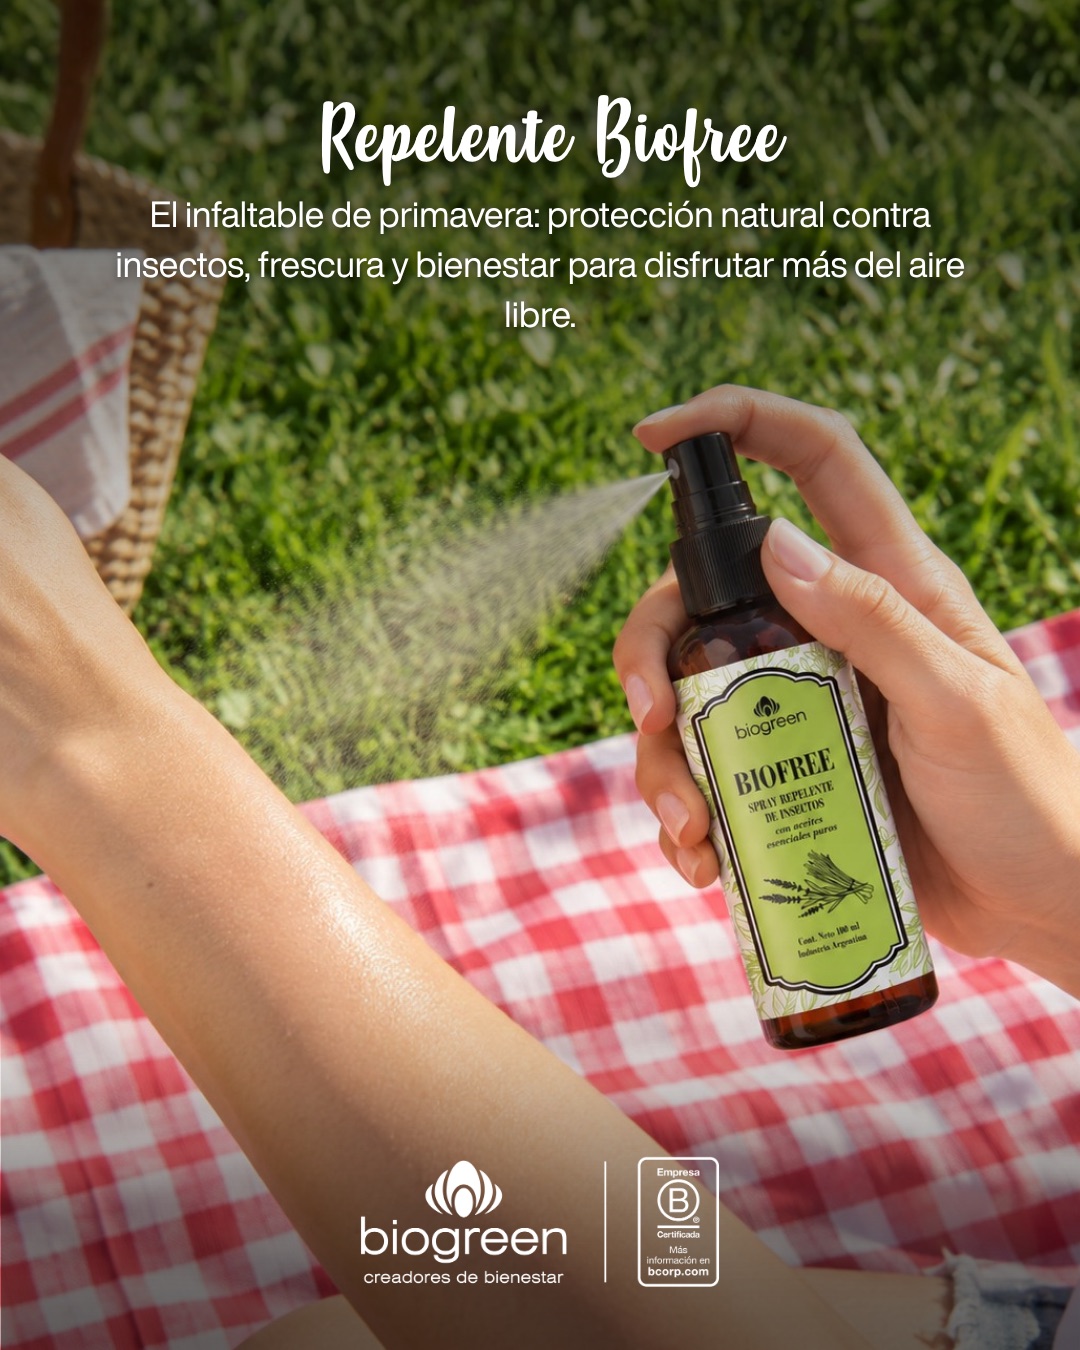 Repelente Biofree
El infaltable de primavera: protección natural contra
insectos, frescura y bienestar para disfrutar más del aire
libre.
biogreen
BIOFREE
SPRAY REPELENTE
DE INSECTOS
con aceites
esenciales puros
Cont. Neto 100 ml
Industria Argentina
biogreen
creadores de bienestar
Empresa
B
®
Certificada
Más
información en
bcorp.com